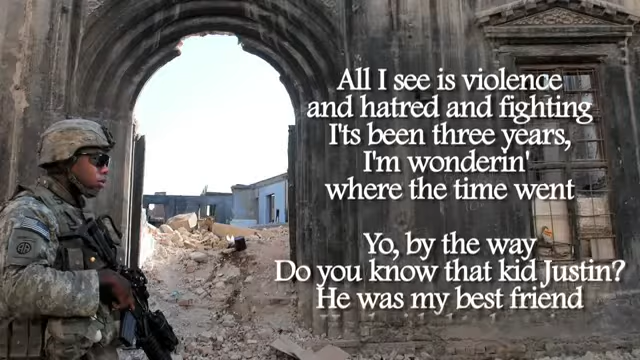 All I see is violence
and hatred and fighting
I'ts been three years,
I'm wonderin'
where the time went
Yo, by the way
Do you know that kid Justin?
He was my best friend